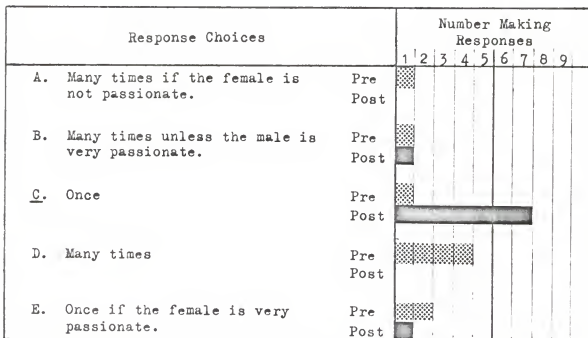 Response Choices
Number Making
Responses
1 2 3 4 5 6 7 8 9
A. Many times if the female is Pre
not passionate. Post
B. Many times unless the male is Pre
very passionate. Post
C. Once Pre
Post
D. Many times Pre
Post
E. Once if the female is very Pre
passionate. Post